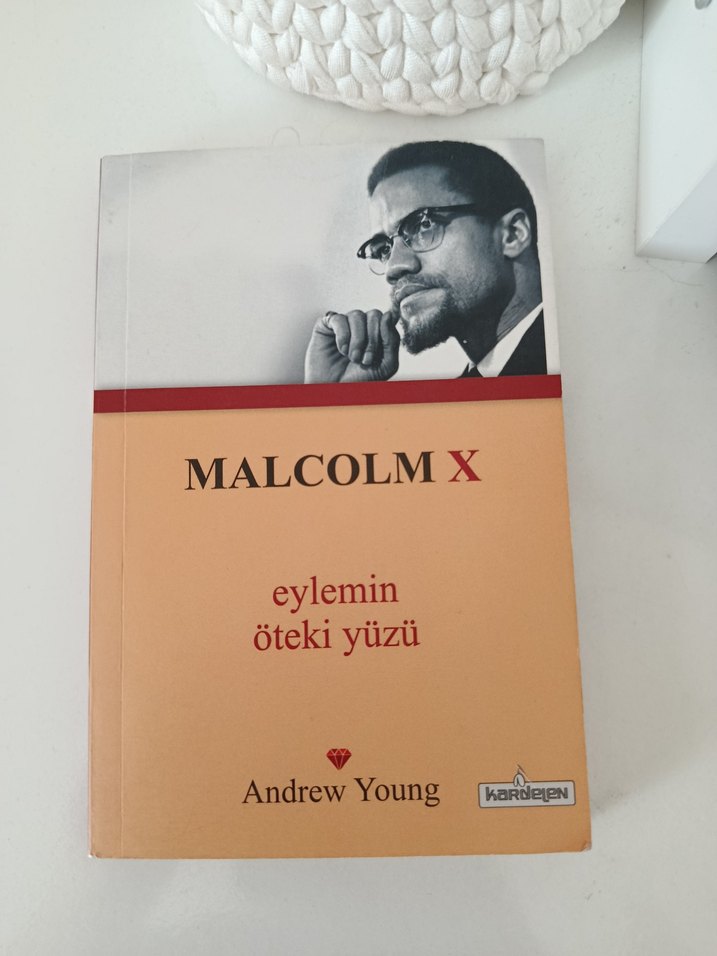 MALCOLM X
eylemin
öteki yüzü
Andrew Young
kardelen